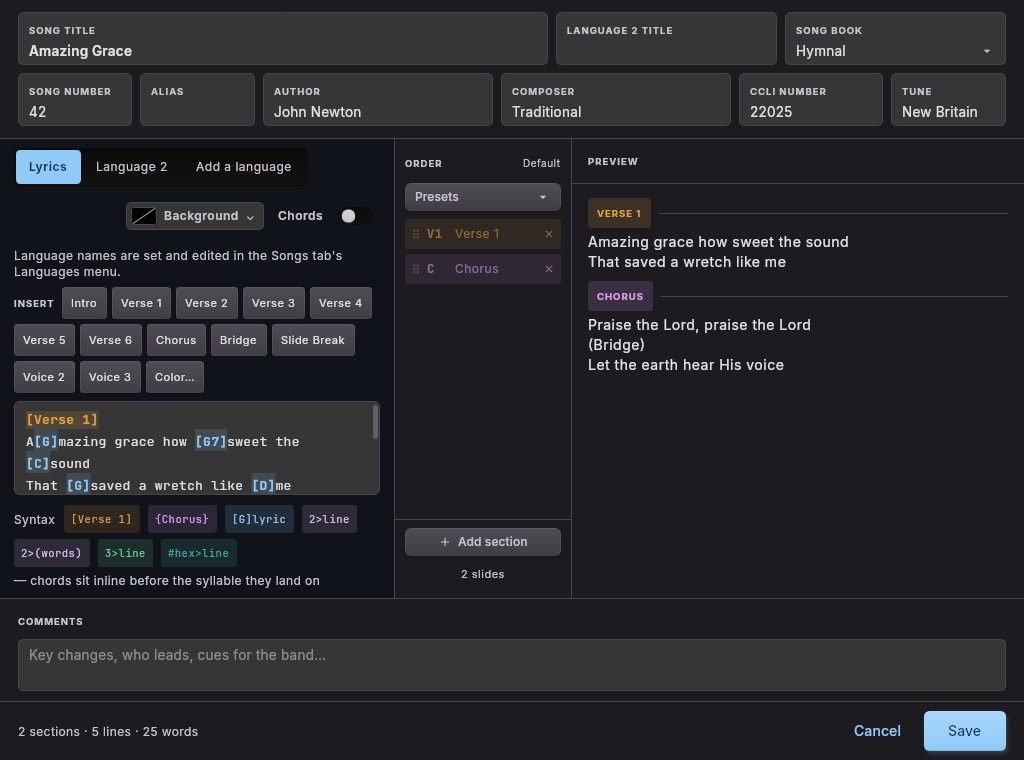 SONG TITLE
Amazing Grace
LANGUAGE 2 TITLE
SONG BOOK
Hymnal
SONG NUMBER
42
ALIAS
AUTHOR
John Newton
COMPOSER
Traditional
CCLI NUMBER
22025
TUNE
New Britain
Lyrics
Language 2
Add a language
Background
Chords
Language names are set and edited in the Songs tab's
Languages menu.
INSERT
Intro
Verse 1
Verse 2
Verse 3
Verse 4
Verse 5
Verse 6
Chorus
Bridge
Slide Break
Voice 2
Voice 3
Color...
[Verse 1]
A[G]mazing grace how [G7]sweet the
[C]sound
That [G]saved a wretch like [D]me
Syntax
[Verse 1]
{Chorus}
[G]lyric
2>line
2>(words)
3>line
#hex>line
— chords sit inline before the syllable they land on
ORDER
Default
Presets
V1 Verse 1 ×
C Chorus ×
+ Add section
2 slides
PREVIEW
VERSE 1
Amazing grace how sweet the sound
That saved a wretch like me
CHORUS
Praise the Lord, praise the Lord
(Bridge)
Let the earth hear His voice
COMMENTS
Key changes, who leads, cues for the band...
2 sections · 5 lines · 25 words
Cancel
Save